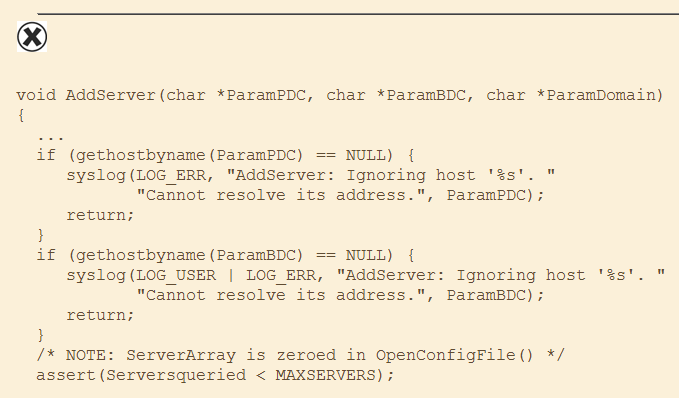 void AddServer(char *ParamPDC, char *ParamBDC, char *ParamDomain)
{
...
if (gethostbyname(ParamPDC) == NULL) {
syslog(LOG_ERR, "AddServer: Ignoring host '%s'. "
"Cannot resolve its address.", ParamPDC);
return;
}
if (gethostbyname(ParamBDC) == NULL) {
syslog(LOG_USER | LOG_ERR, "AddServer: Ignoring host '%s'. "
"Cannot resolve its address.", ParamBDC);
return;
}
/* NOTE: ServerArray is zeroed in OpenConfigFile() */
assert(Serversqueried < MAXSERVERS);